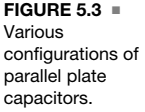 FIGURE 5.3 ■
Various
configurations of
parallel plate
capacitors.